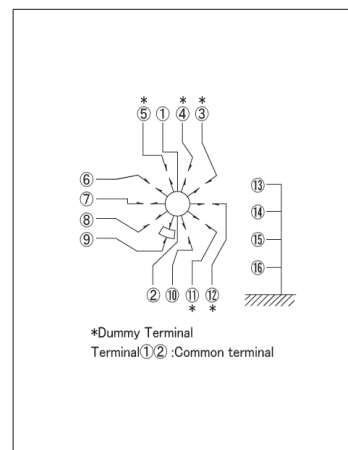 * * *
⑤ ① ④ ③
⑥
⑦
⑧
⑨
② ⑩ ⑪ ⑫
* *
⑬
⑭
⑮
⑯
*Dummy Terminal
Terminal①② :Common terminal